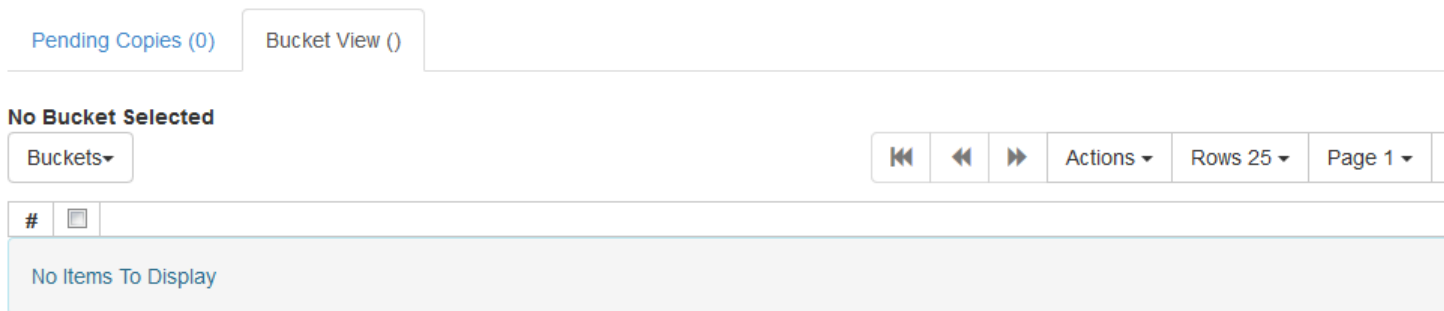 Pending Copies (0) Bucket View ()
No Bucket Selected
Buckets Actions Rows 25 Page 1
#
No Items To Display